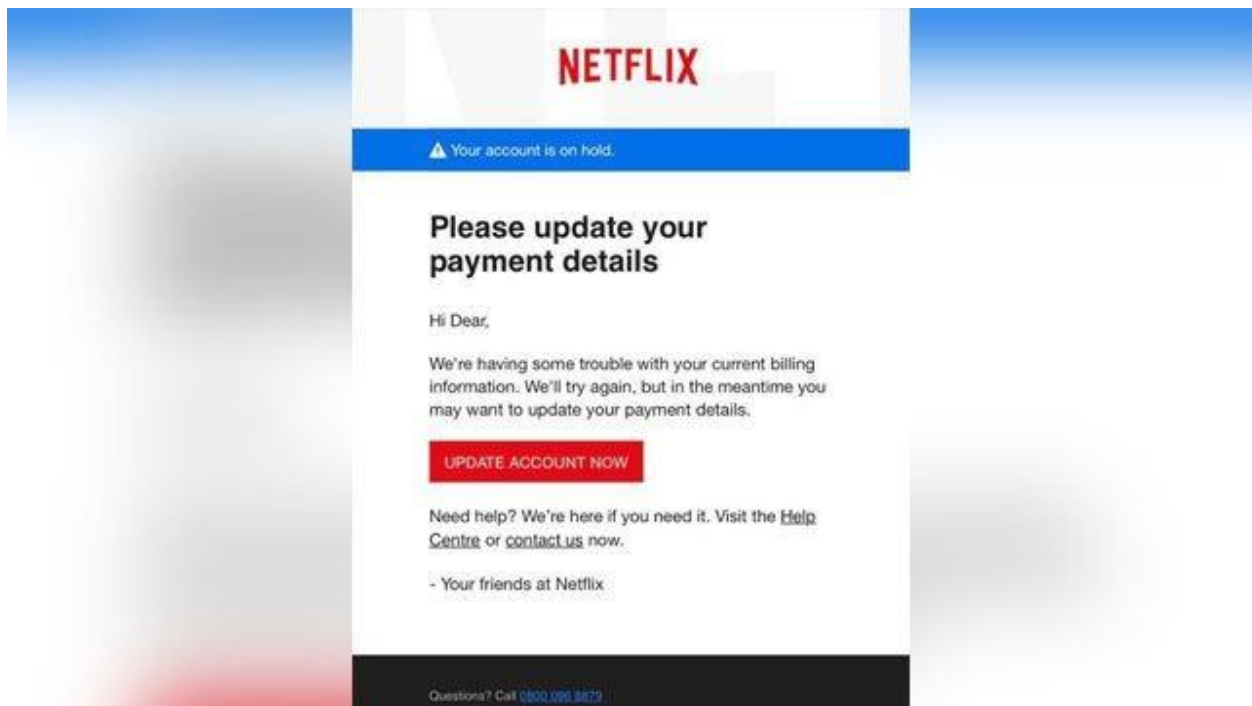 NETFLIX
Your account is on hold.
Please update your
payment details
Hi Dear,
We're having some trouble with your current billing
information. We'll try again, but in the meantime you
may want to update your payment details.
UPDATE ACCOUNT NOW
Need help? We're here if you need it. Visit the Help
Centre or contact us now.
- Your friends at Netflix
Questions? Call 0800 096 8879